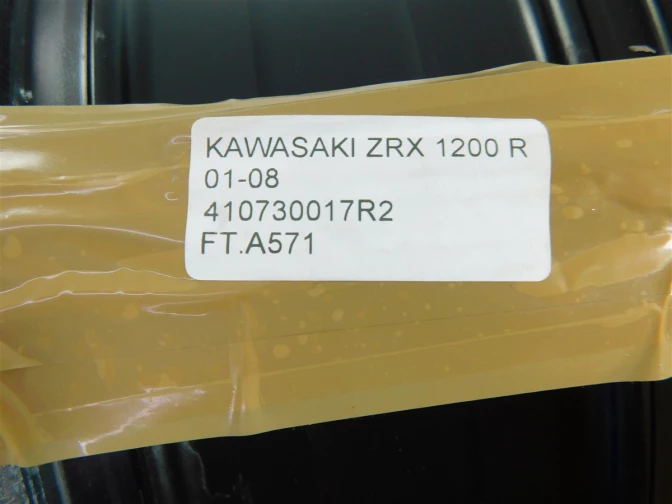 KAWASAKI ZRX 1200 R
01-08
410730017R2
FT.A571